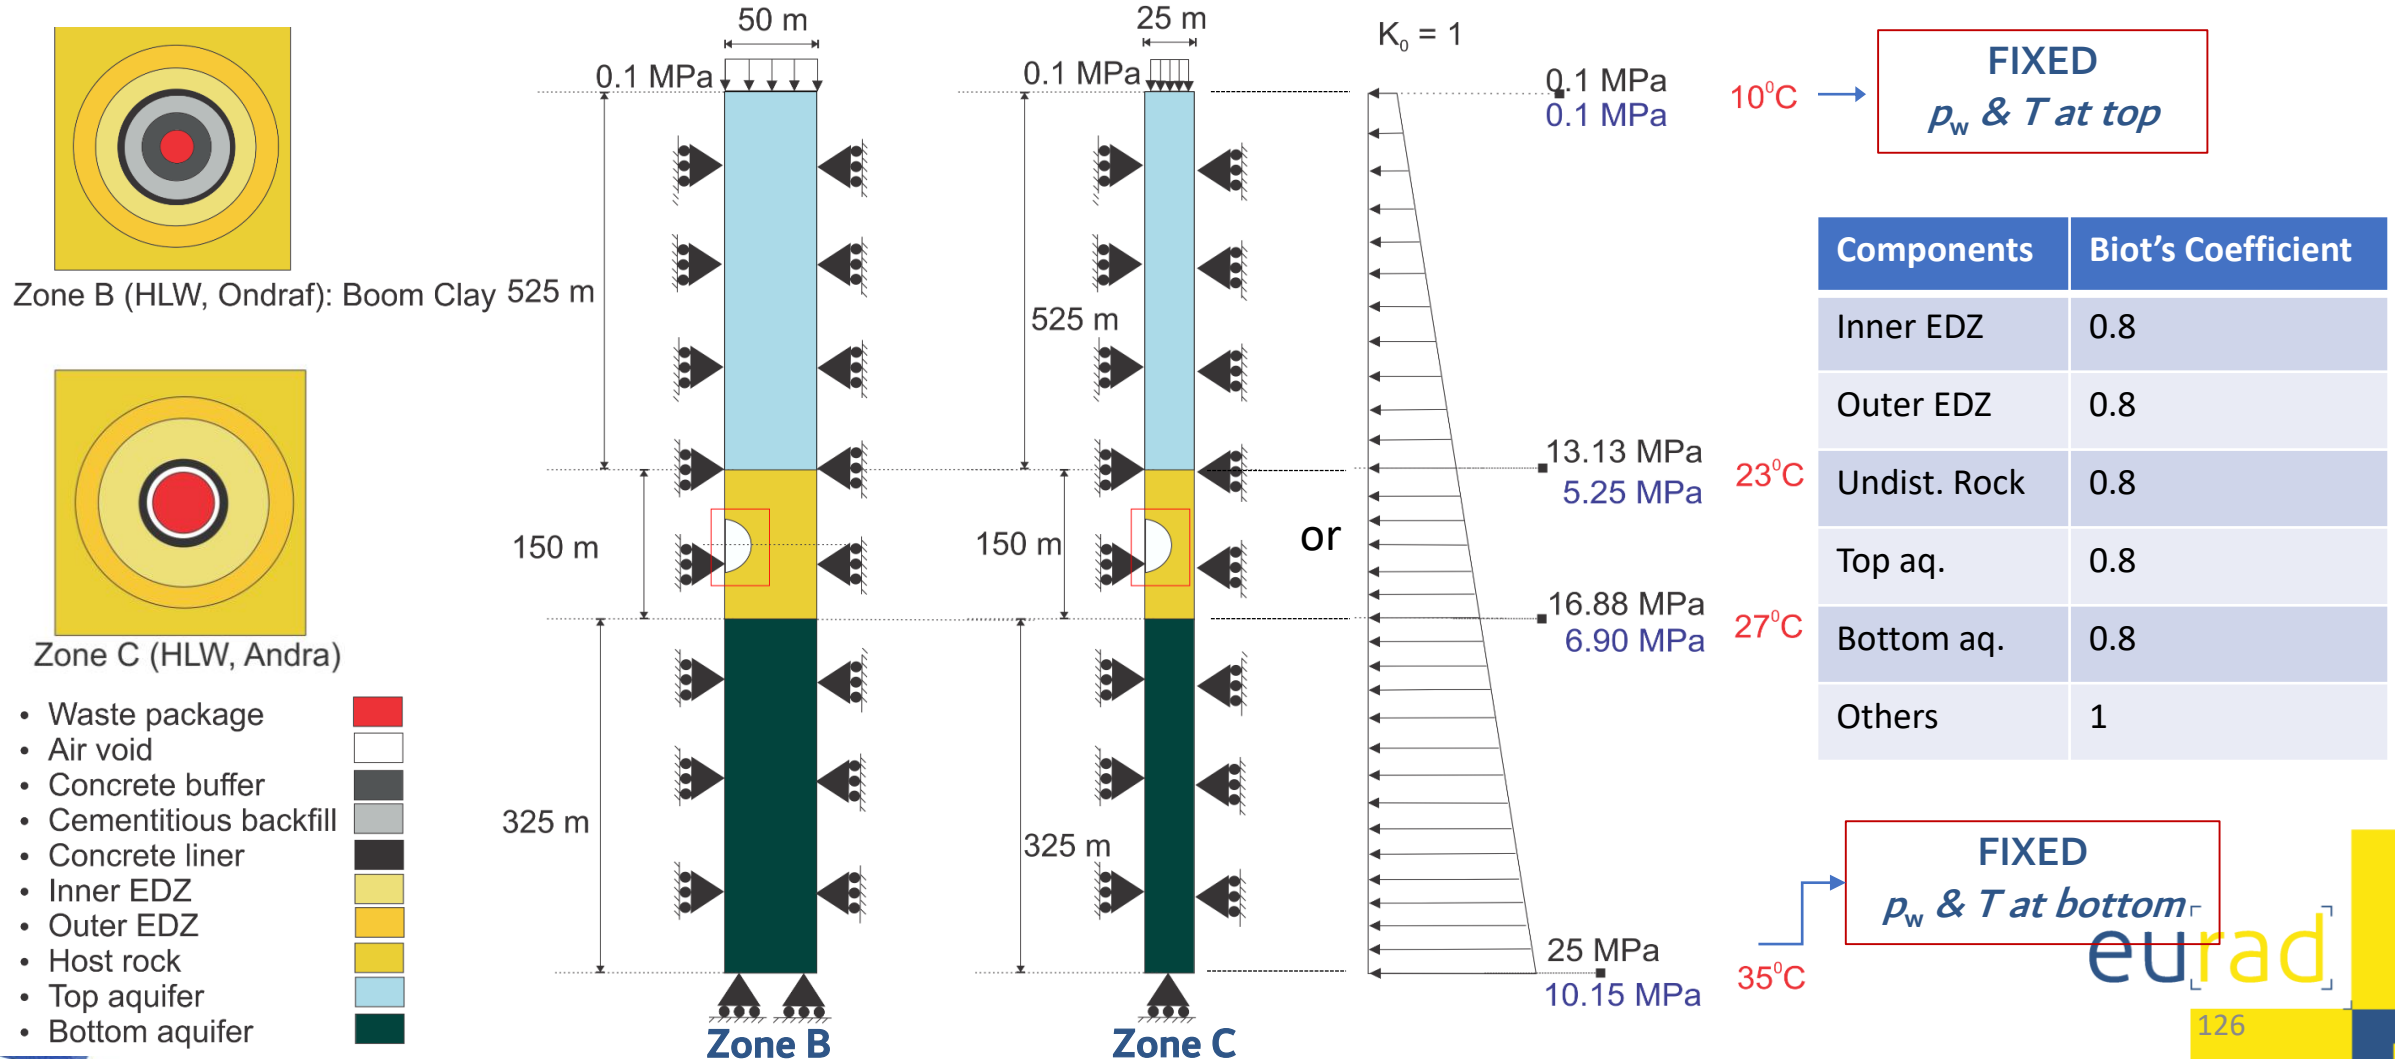 Zone B (HLW, Ondraf): Boom Clay
Zone C (HLW, Andra)
• Waste package
• Air void
• Concrete buffer
• Cementitious backfill
• Concrete liner
• Inner EDZ
• Outer EDZ
• Host rock
• Top aquifer
• Bottom aquifer
50 m
0.1 MPa
525 m
150 m
325 m
Zone B
25 m
0.1 MPa
525 m
150 m
325 m
Zone C
or
K₀ = 1
0.1 MPa
0.1 MPa
10⁰C
13.13 MPa
5.25 MPa
23⁰C
16.88 MPa
6.90 MPa
27⁰C
25 MPa
10.15 MPa
35⁰C
FIXED
pw & T at top
Components Biot’s Coefficient
Inner EDZ 0.8
Outer EDZ 0.8
Undist. Rock 0.8
Top aq. 0.8
Bottom aq. 0.8
Others 1
FIXED
pw & T at bottom
eurad
126